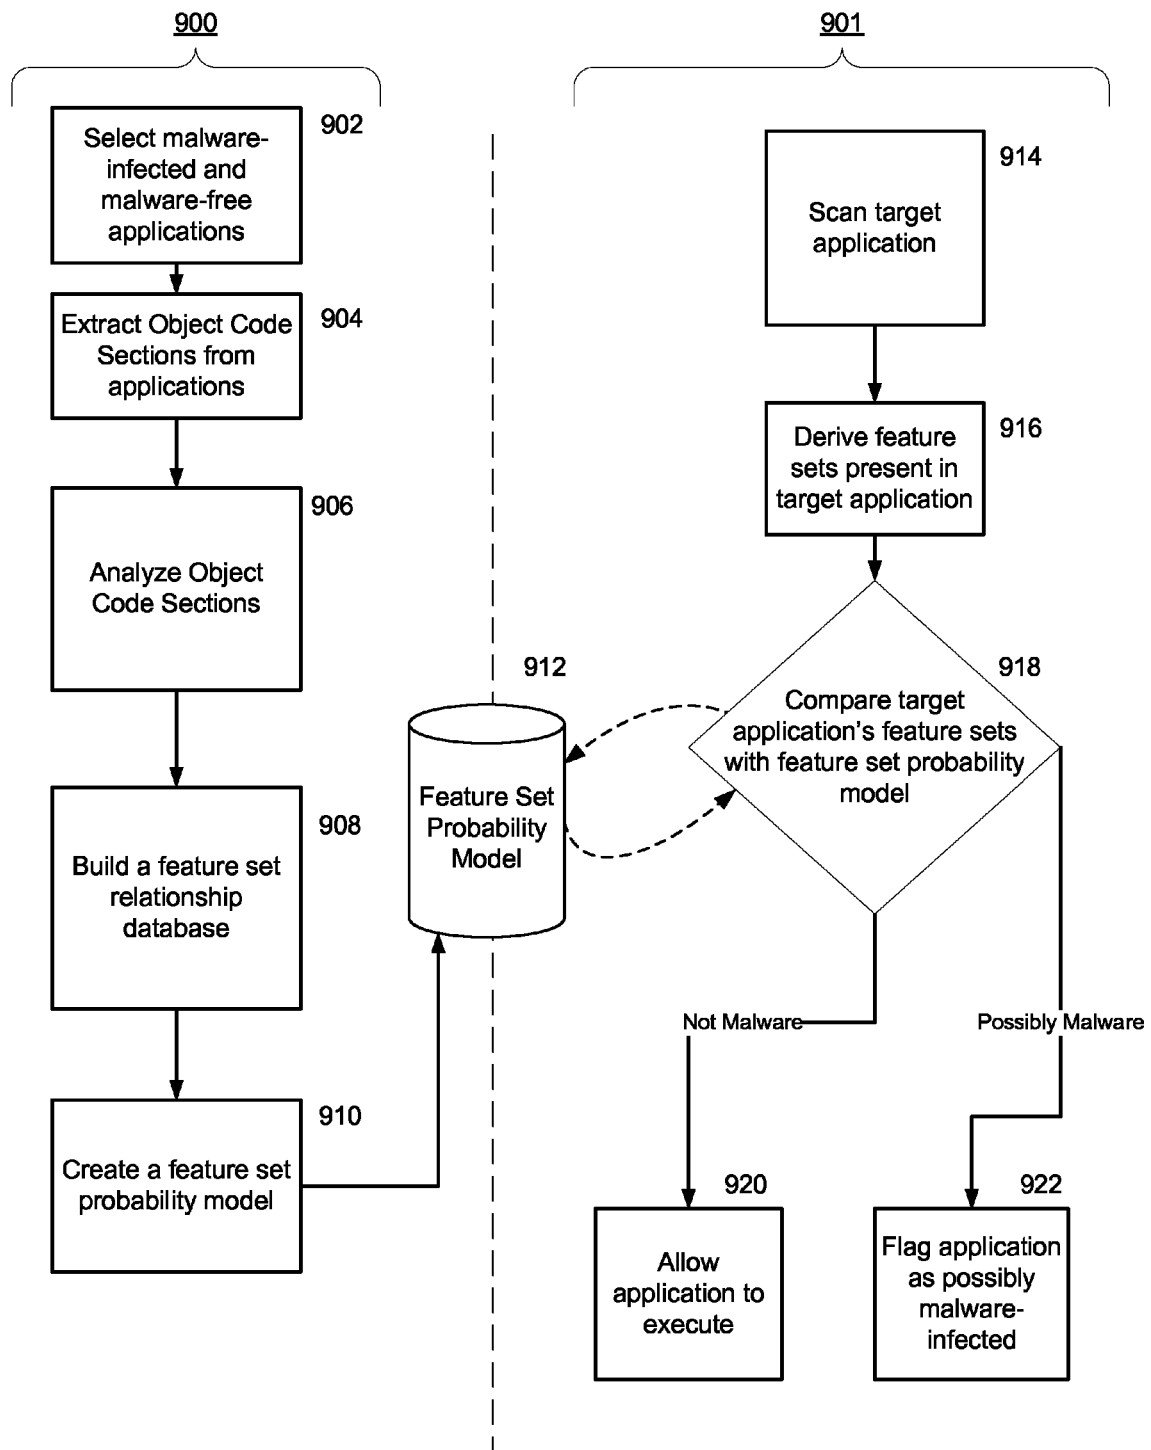 900
902
Select malware-
infected and
malware-free
applications
904
Extract Object Code
Sections from
applications
906
Analyze Object
Code Sections
908
Build a feature set
relationship
database
910
Create a feature set
probability model
912
Feature Set
Probability
Model
901
914
Scan target
application
916
Derive feature
sets present in
target application
918
Compare target
application's feature sets
with feature set probability
model
Not Malware
Possibly Malware
920
Allow
application to
execute
922
Flag application
as possibly
malware-
infected